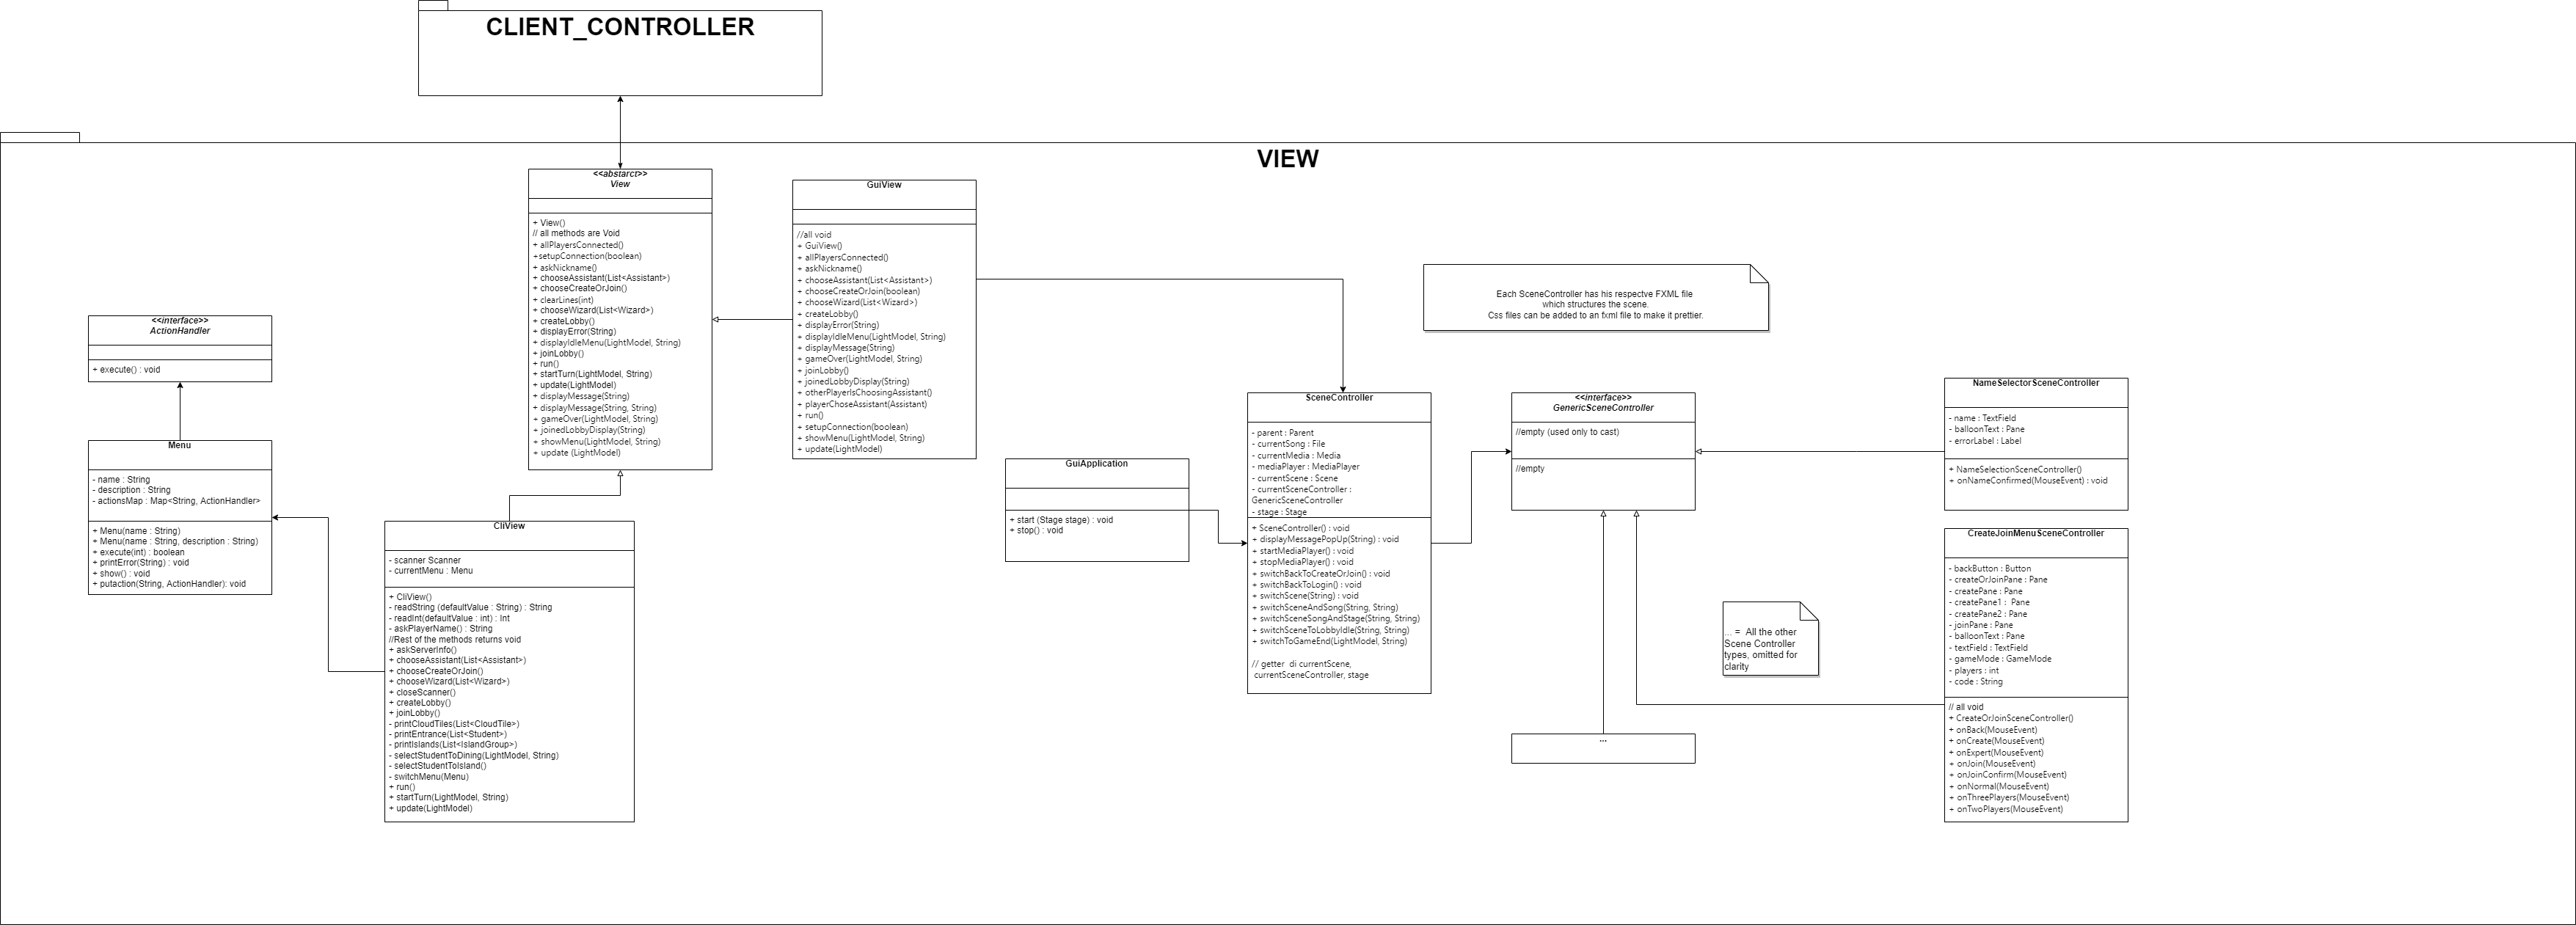 CLIENT_CONTROLLER
VIEW
<<abstarct>>
View
+ View()
// all methods are Void
+ allPlayersConnected()
+setupConnection(boolean)
+ askNickname()
+ chooseAssistant(List<Assistant>)
+ chooseCreateOrJoin()
+ clearLines(int)
+ chooseWizard(List<Wizard>)
+ createLobby()
+ displayError(String)
+ displayIdleMenu(LightModel, String)
+ joinLobby()
+ run()
+ startTurn(LightModel, String)
+ update(LightModel)
+ displayMessage(String)
+ displayMessage(String, String)
+ gameOver(LightModel, String)
+ joinedLobbyDisplay(String)
+ showMenu(LightModel, String)
+ update (LightModel)
GuiView
//all void
+ GuiView()
+ allPlayersConnected()
+ askNickname()
+ chooseAssistant(List<Assistant>)
+ chooseCreateOrJoin(boolean)
+ chooseWizard(List<Wizard>)
+ createLobby()
+ displayError(String)
+ displayIdleMenu(LightModel, String)
+ displayMessage(String)
+ gameOver(LightModel, String)
+ joinLobby()
+ joinedLobbyDisplay(String)
+ otherPlayerIsChoosingAssistant()
+ playerChoseAssistant(Assistant)
+ run()
+ setupConnection(boolean)
+ showMenu(LightModel, String)
+ update(LightModel)
Each SceneController has his respectve FXML file
which structures the scene.
Css files can be added to an fxml file to make it prettier.
<<interface>>
ActionHandler
+ execute() : void
Menu
- name : String
- description : String
- actionsMap : Map<String, ActionHandler>
+ Menu(name : String)
+ Menu(name : String, description : String)
+ execute(int) : boolean
+ printError(String) : void
+ show() : void
+ putaction(String, ActionHandler): void
CliView
- scanner Scanner
- currentMenu : Menu
+ CliView()
- readString (defaultValue : String) : String
- readInt(defaultValue : int) : Int
- askPlayerName() : String
//Rest of the methods returns void
+ askServerInfo()
+ chooseAssistant(List<Assistant>)
+ chooseCreateOrJoin()
+ chooseWizard(List<Wizard>)
+ closeScanner()
+ createLobby()
+ joinLobby()
- printCloudTiles(List<CloudTile>)
- printEntrance(List<Student>)
- printIslands(List<IslandGroup>)
- selectStudentToDining(LightModel, String)
- selectStudentToIsland()
- switchMenu(Menu)
+ run()
+ startTurn(LightModel, String)
+ update(LightModel)
GuiApplication
+ start (Stage stage) : void
+ stop() : void
SceneController
- parent : Parent
- currentSong : File
- currentMedia : Media
- mediaPlayer : MediaPlayer
- currentScene : Scene
- currentSceneController :
GenericSceneController
- stage : Stage
+ SceneController() : void
+ displayMessagePopUp(String) : void
+ startMediaPlayer() : void
+ stopMediaPlayer() : void
+ switchBackToCreateOrJoin() : void
+ switchBackToLogin() : void
+ switchScene(String) : void
+ switchSceneAndSong(String, String)
+ switchSceneSongAndStage(String, String)
+ switchSceneToLobbyIdle(String, String)
+ switchToGameEnd(LightModel, String)
// getter  di currentScene,
currentSceneController, stage
<<interface>>
GenericSceneController
//empty (used only to cast)
//empty
...
... =  All the other
Scene Controller
types, omitted for
clarity
NameSelectorSceneController
- name : TextField
- balloonText : Pane
- errorLabel : Label
+ NameSelectionSceneController()
+ onNameConfirmed(MouseEvent) : void
CreateJoinMenuSceneController
- backButton : Button
- createOrJoinPane : Pane
- createPane : Pane
- createPane1 :  Pane
- createPane2 : Pane
- joinPane : Pane
- balloonText : Pane
- textField : TextField
- gameMode : GameMode
- players : int
- code : String
// all void
+ CreateOrJoinSceneController()
+ onBack(MouseEvent)
+ onCreate(MouseEvent)
+ onExpert(MouseEvent)
+ onJoin(MouseEvent)
+ onJoinConfirm(MouseEvent)
+ onNormal(MouseEvent)
+ onThreePlayers(MouseEvent)
+ onTwoPlayers(MouseEvent)